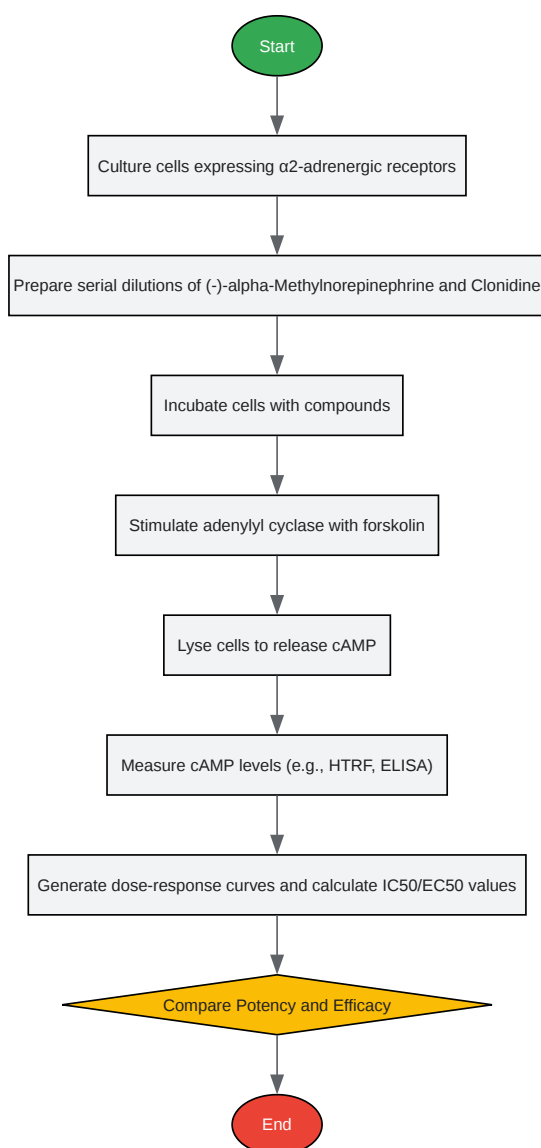 Start
Culture cells expressing α2-adrenergic receptors
Prepare serial dilutions of (-)-alpha-Methylnorepinephrine and Clonidine
Incubate cells with compounds
Stimulate adenylyl cyclase with forskolin
Lyse cells to release cAMP
Measure cAMP levels (e.g., HTRF, ELISA)
Generate dose-response curves and calculate IC50/EC50 values
Compare Potency and Efficacy
End